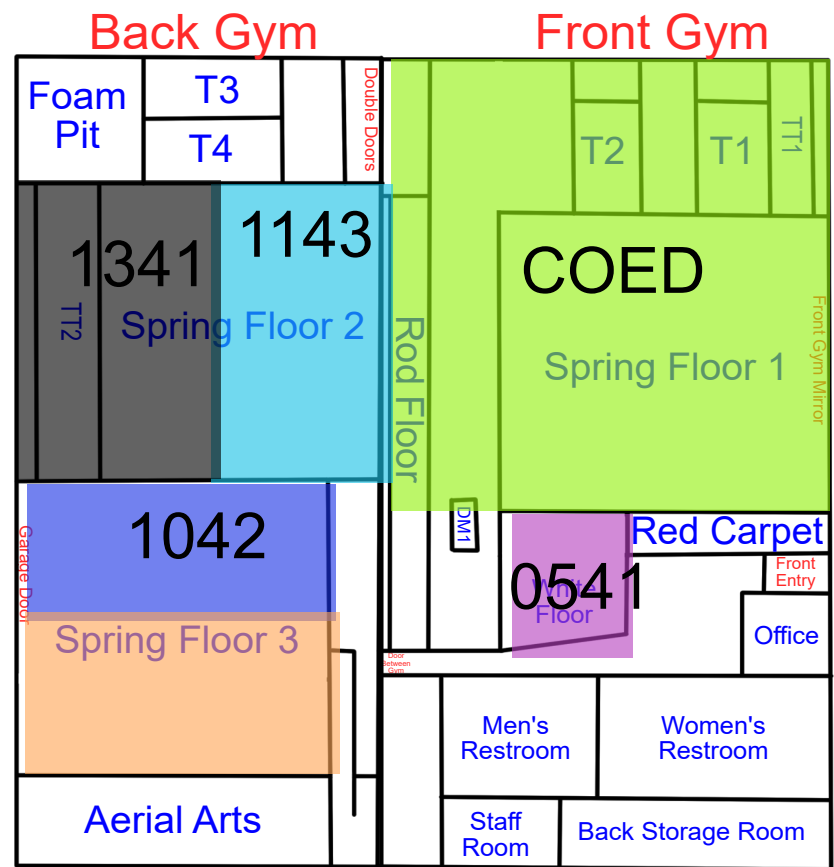 Back Gym
Front Gym
Foam
Pit
T3
T4
Double Doors
T2
T1
TT1
1341
1143
COED
TT2
Spring Floor 2
Rod Floor
Spring Floor 1
Front Gym Mirror
1042
DM1
Red Carpet
Garage Door
0541
White
Floor
Front
Entry
Spring Floor 3
Office
Door
Between
Gym
Men's
Restroom
Women's
Restroom
Aerial Arts
Staff
Room
Back Storage Room